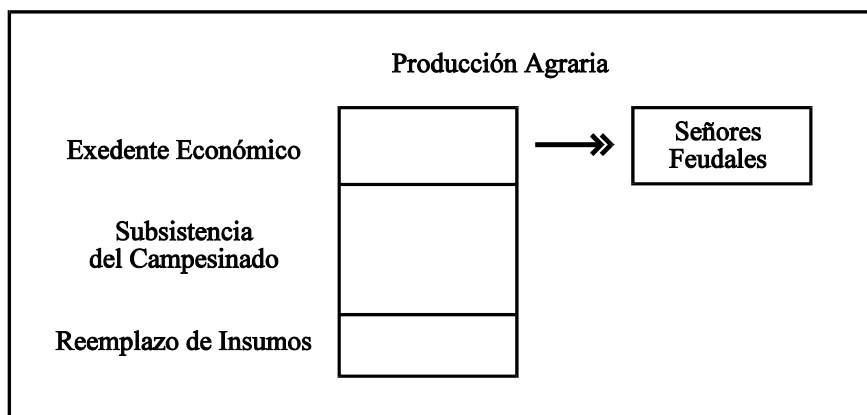 Producción Agraria
Exedente Económico
Señores
Feudales
Subsistencia
del Campesinado
Reemplazo de Insumos